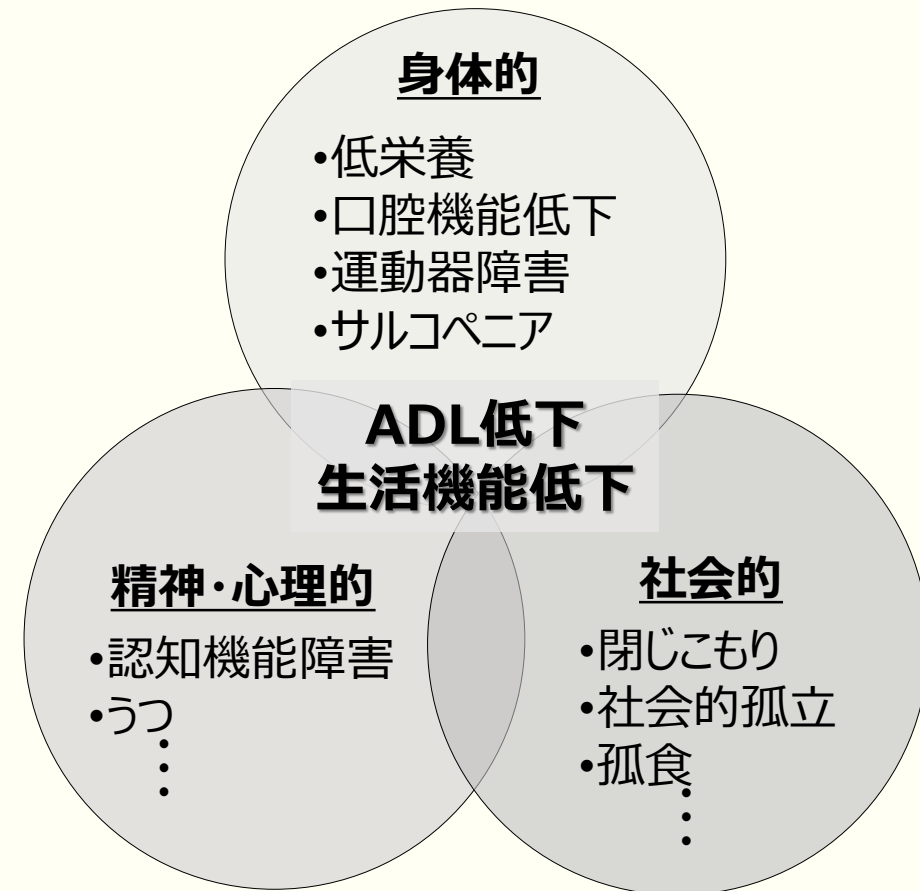 身体的
•低栄養
•口腔機能低下
•運動器障害
•サルコペニア
ADL低下
生活機能低下
精神・心理的
•認知機能障害
•うつ
⋮
社会的
•閉じこもり
•社会的孤立
•孤食
⋮